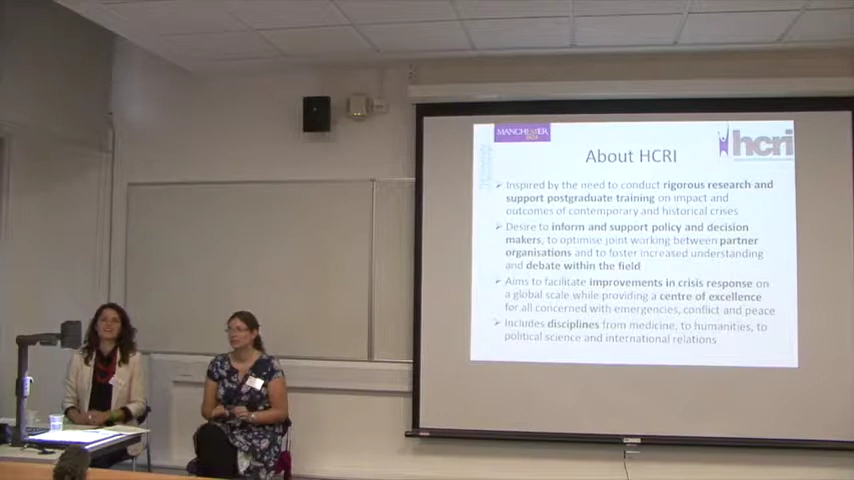 MANCHESTER
1824
hcri
About HCRI
➢ Inspired by the need to conduct rigorous research and
support postgraduate training on impact and
outcomes of contemporary and historical crises
➢ Desire to inform and support policy and decision
makers, to optimise joint working between partner
organisations and to foster increased understanding
and debate within the field
➢ Aims to facilitate improvements in crisis response on
a global scale while providing a centre of excellence
for all concerned with emergencies, conflict and peace
➢ Includes disciplines from medicine, to humanities, to
political science and international relations